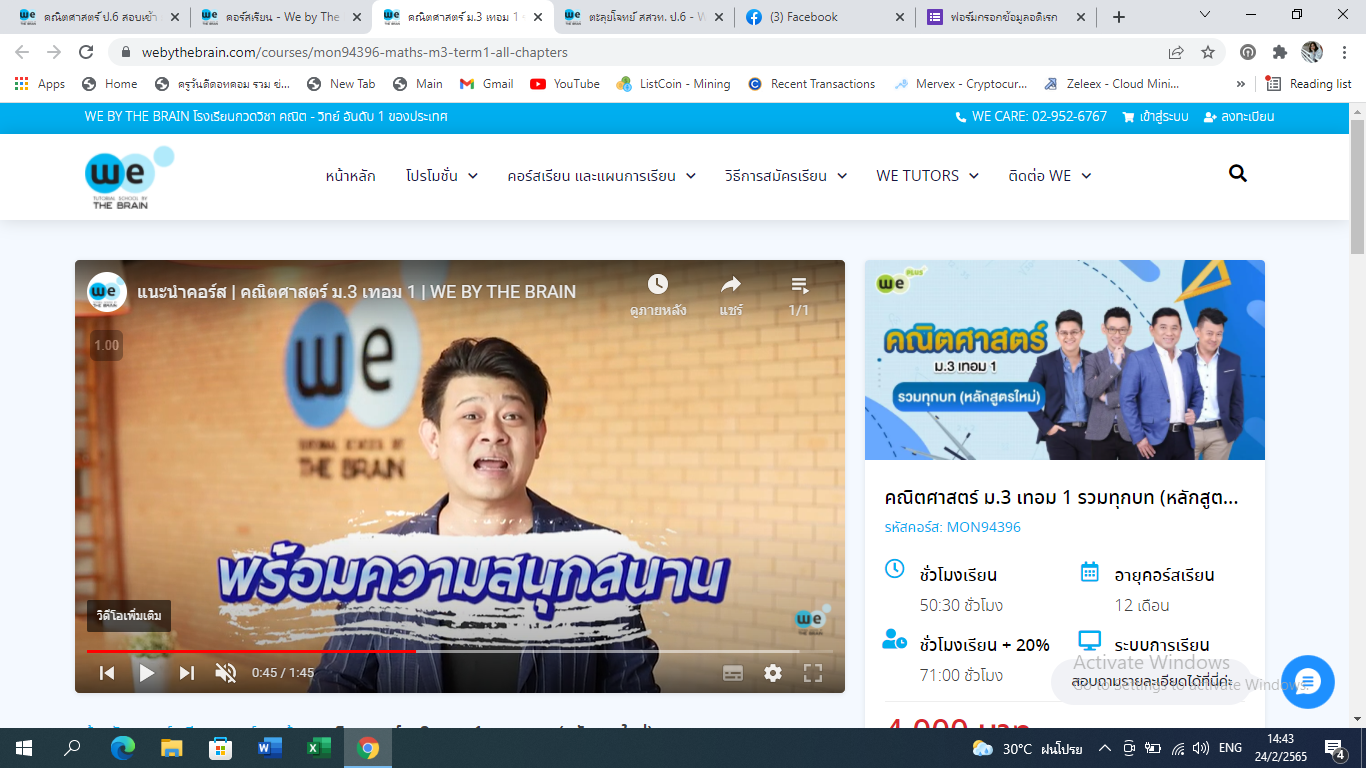 คณิตศาสตร์ ป.6 สอบเข้า
คอร์สเรียน - We by The
คณิตศาสตร์ ม.3 เทอม 1
ตะลุยโจทย์ สสวท. ป.6 - W
(3) Facebook
ฟอร์มกรอกข้อมูลอดิเรก
webythebrain.com/courses/mon94396-maths-m3-term1-all-chapters
Apps
Home
ครูวันดีดอทคอม รวม ข่...
New Tab
Main
Gmail
YouTube
ListCoin - Mining
Recent Transactions
Mervex - Cryptocur...
Zeleex - Cloud Mini...
»
Reading list
WE BY THE BRAIN โรงเรียนกวดวิชา คณิต - วิทย์ อันดับ 1 ของประเทศ
WE CARE: 02-952-6767
เข้าสู่ระบบ
ลงทะเบียน
we
TUTORIAL SCHOOL BY
THE BRAIN
หน้าหลัก
โปรโมชั่น
คอร์สเรียน และแผนการเรียน
วิธีการสมัครเรียน
WE TUTORS
ติดต่อ WE
แนะนำคอร์ส | คณิตศาสตร์ ม.3 เทอม 1 | WE BY THE BRAIN
ดูภายหลัง
แชร์
1/1
1.00
we
TUTORIAL SCHOOL BY
THE BRAIN
พร้อมความสนุกสนาน
วิดีโอเพิ่มเติม
we
THE BRAIN
0:45 / 1:45
we PLUS+
คณิตศาสตร์
ม.3 เทอม 1
รวมทุกบท (หลักสูตรใหม่)
คณิตศาสตร์ ม.3 เทอม 1 รวมทุกบท (หลักสูต...
รหัสคอร์ส: MON94396
ชั่วโมงเรียน
50:30 ชั่วโมง
อายุคอร์สเรียน
12 เดือน
ชั่วโมงเรียน + 20%
71:00 ชั่วโมง
ระบบการเรียน
สอบถามรายละเอียดได้ที่นี่ค่ะ
Activate Windows
Go to Settings to activate Windows.
4,000 บาท
30°C ฝนโปรย
ENG
14:43
24/2/2565
4